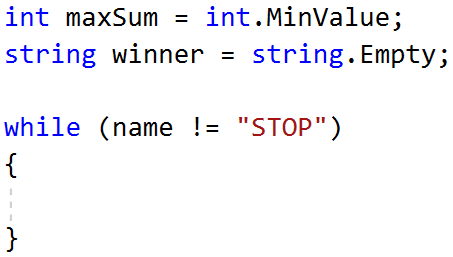 int maxSum = int.MinValue;
string winner = string.Empty;
while (name != "STOP")
{
}